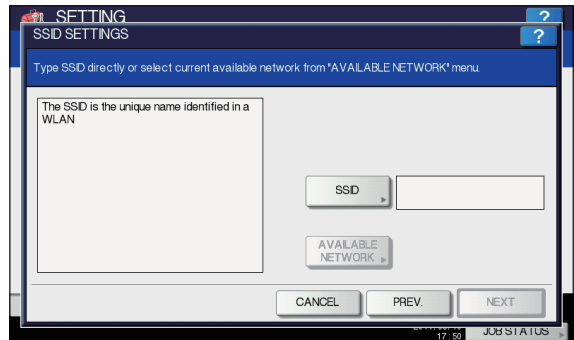 SETTING
?
SSID SETTINGS
?
Type SSID directly or select current available network from "AVAILABLE NETWORK" menu.
The SSID is the unique name identified in a
WLAN
SSID
AVAILABLE
NETWORK
CANCEL
PREV.
NEXT
17:50
JOB STATUS